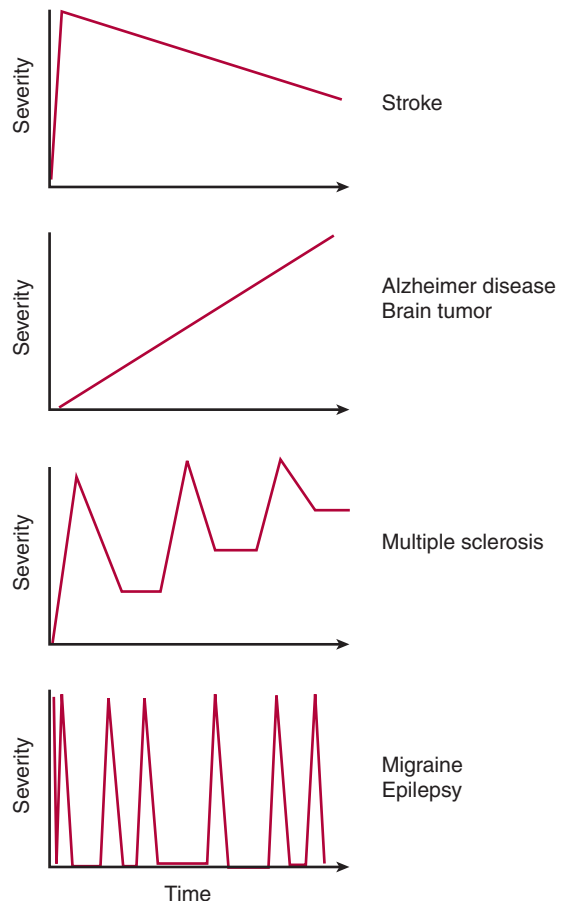 Severity
Stroke
Severity
Alzheimer disease
Brain tumor
Severity
Multiple sclerosis
Severity
Migraine
Epilepsy
Time